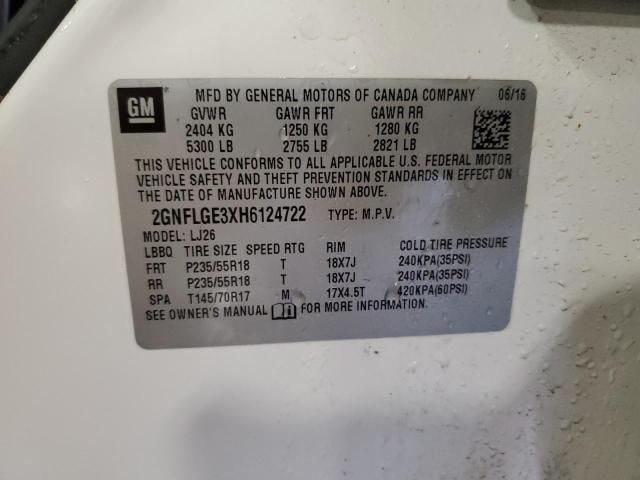 GM
MFD BY GENERAL MOTORS OF CANADA COMPANY 06/16
GVWR GAWR FRT GAWR RR
2404 KG 1250 KG 1280 KG
5300 LB 2755 LB 2821 LB
THIS VEHICLE CONFORMS TO ALL APPLICABLE U.S. FEDERAL MOTOR
VEHICLE SAFETY AND THEFT PREVENTION STANDARDS IN EFFECT ON
THE DATE OF MANUFACTURE SHOWN ABOVE.
2GNFLGE3XH6124722 TYPE: M.P.V.
MODEL: LJ26
LBBQ TIRE SIZE SPEED RTG RIM COLD TIRE PRESSURE
FRT P235/55R18 T 18X7J 240KPA(35PSI)
RR P235/55R18 T 18X7J 240KPA(35PSI)
SPA T145/70R17 M 17X4.5T 420KPA(60PSI)
SEE OWNER'S MANUAL FOR MORE INFORMATION.